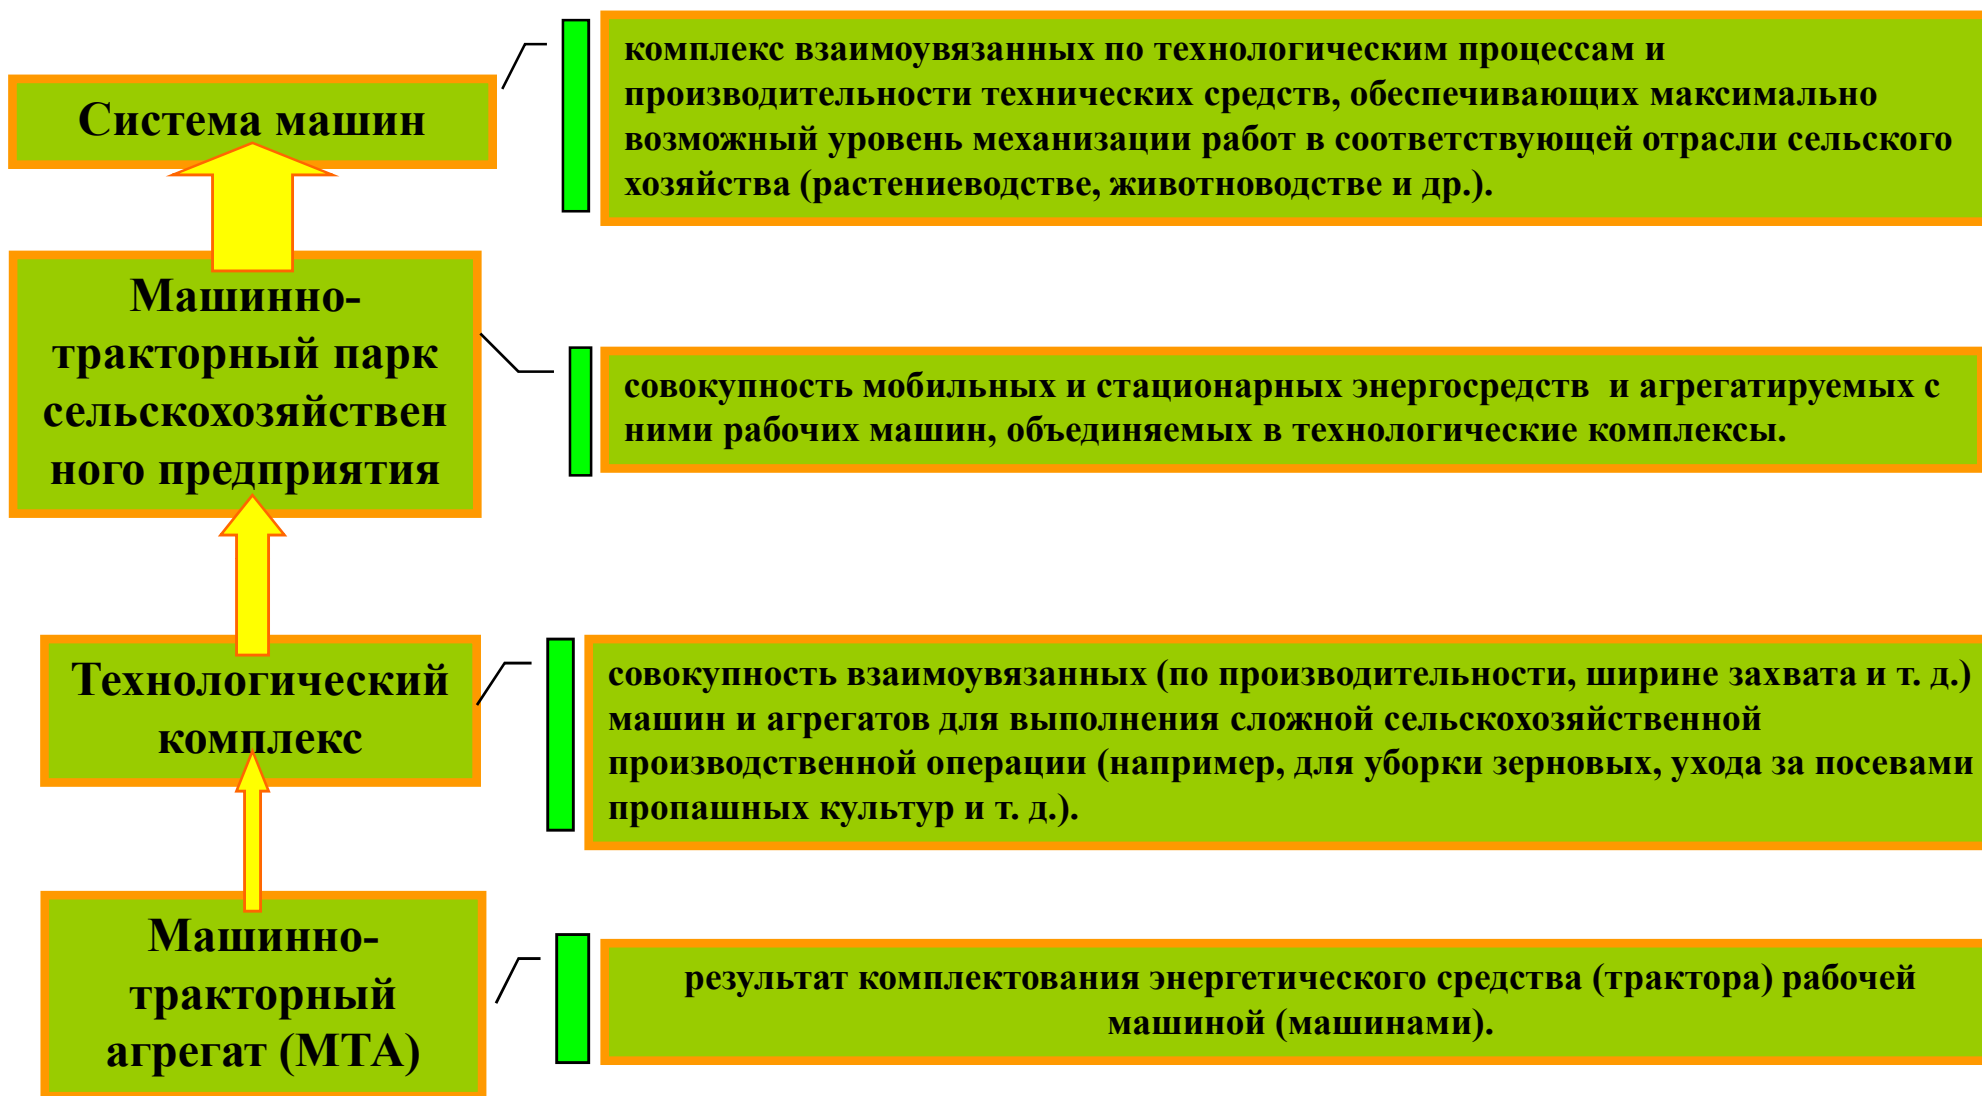 Система машин
комплекс взаимоувязанных по технологическим процессам и
производительности технических средств, обеспечивающих максимально
возможный уровень механизации работ в соответствующей отрасли сельского
хозяйства (растениеводстве, животноводстве и др.).
Машинно-
тракторный парк
сельскохозяйствен
ного предприятия
совокупность мобильных и стационарных энергосредств и агрегатируемых с
ними рабочих машин, объединяемых в технологические комплексы.
Технологический
комплекс
совокупность взаимоувязанных (по производительности, ширине захвата и т. д.)
машин и агрегатов для выполнения сложной сельскохозяйственной
производственной операции (например, для уборки зерновых, ухода за посевами
пропашных культур и т. д.).
Машинно-
тракторный
агрегат (МТА)
результат комплектования энергетического средства (трактора) рабочей
машиной (машинами).